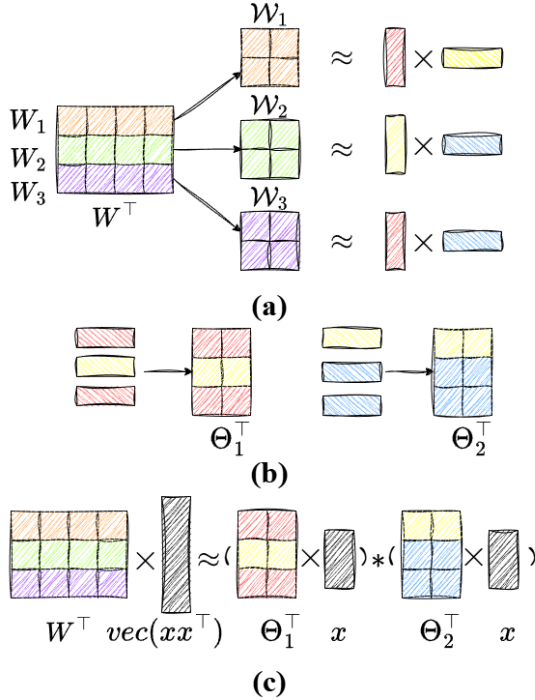 𝒲₁
≈ ×
W₁
W₂
W₃
W⊤
𝒲₂
≈ ×
𝒲₃
≈ ×
(a)
Θ₁⊤ Θ₂⊤
(b)
× ≈ ( × ) * ( × )
W⊤ vec(xx⊤) Θ₁⊤ x Θ₂⊤ x
(c)